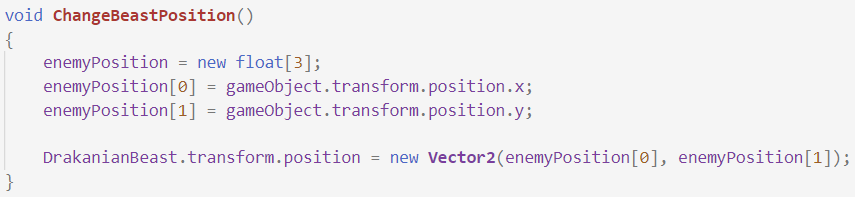 void ChangeBeastPosition()
{
    enemyPosition = new float[3];
    enemyPosition[0] = gameObject.transform.position.x;
    enemyPosition[1] = gameObject.transform.position.y;

    DrakanianBeast.transform.position = new Vector2(enemyPosition[0], enemyPosition[1]);
}